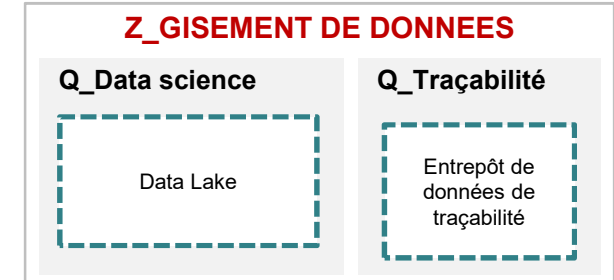 Z_GISEMENT DE DONNEES
Q_Data science
Data Lake
Q_Traçabilité
Entrepôt de
données de
traçabilité